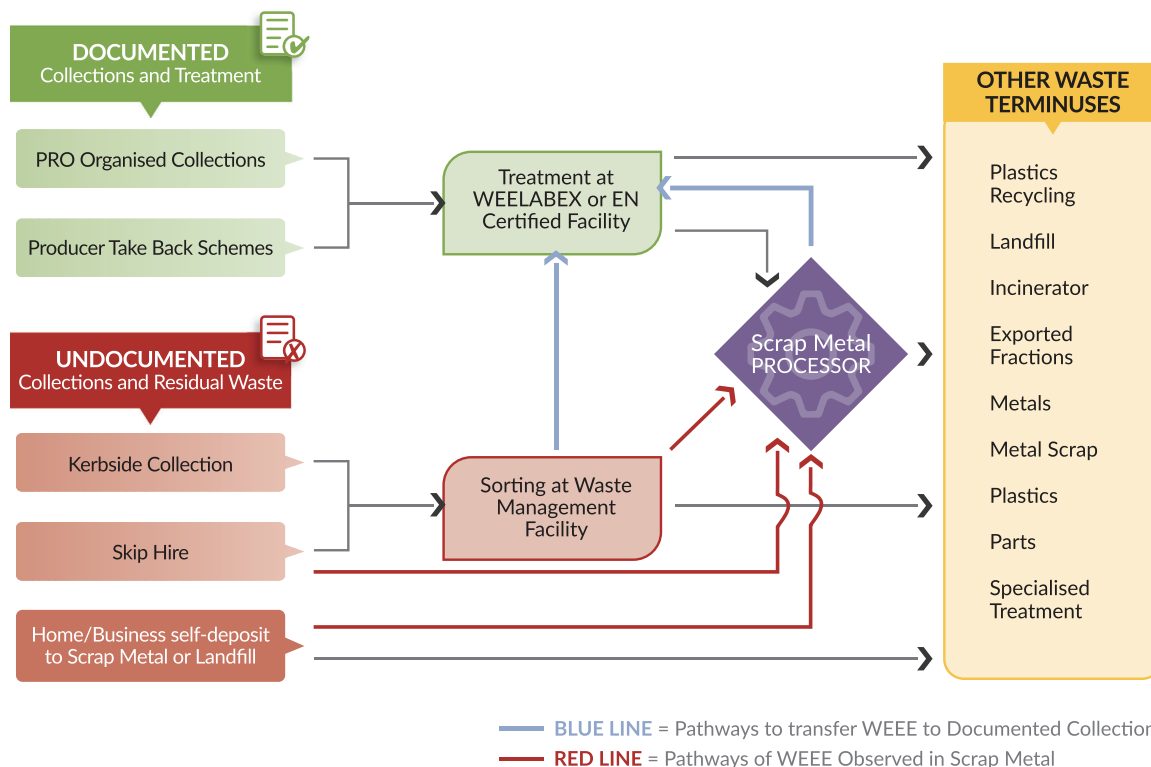 DOCUMENTED
Collections and Treatment
PRO Organised Collections
Producer Take Back Schemes
UNDOCUMENTED
Collections and Residual Waste
Kerbside Collection
Skip Hire
Home/Business self-deposit
to Scrap Metal or Landfill
Treatment at
WEELABEX or EN
Certified Facility
Sorting at Waste
Management
Facility
Scrap Metal
PROCESSOR
OTHER WASTE
TERMINUSES
Plastics
Recycling
Landfill
Incinerator
Exported
Fractions
Metals
Metal Scrap
Plastics
Parts
Specialised
Treatment
BLUE LINE = Pathways to transfer WEEE to Documented Collection
RED LINE = Pathways of WEEE Observed in Scrap Metal